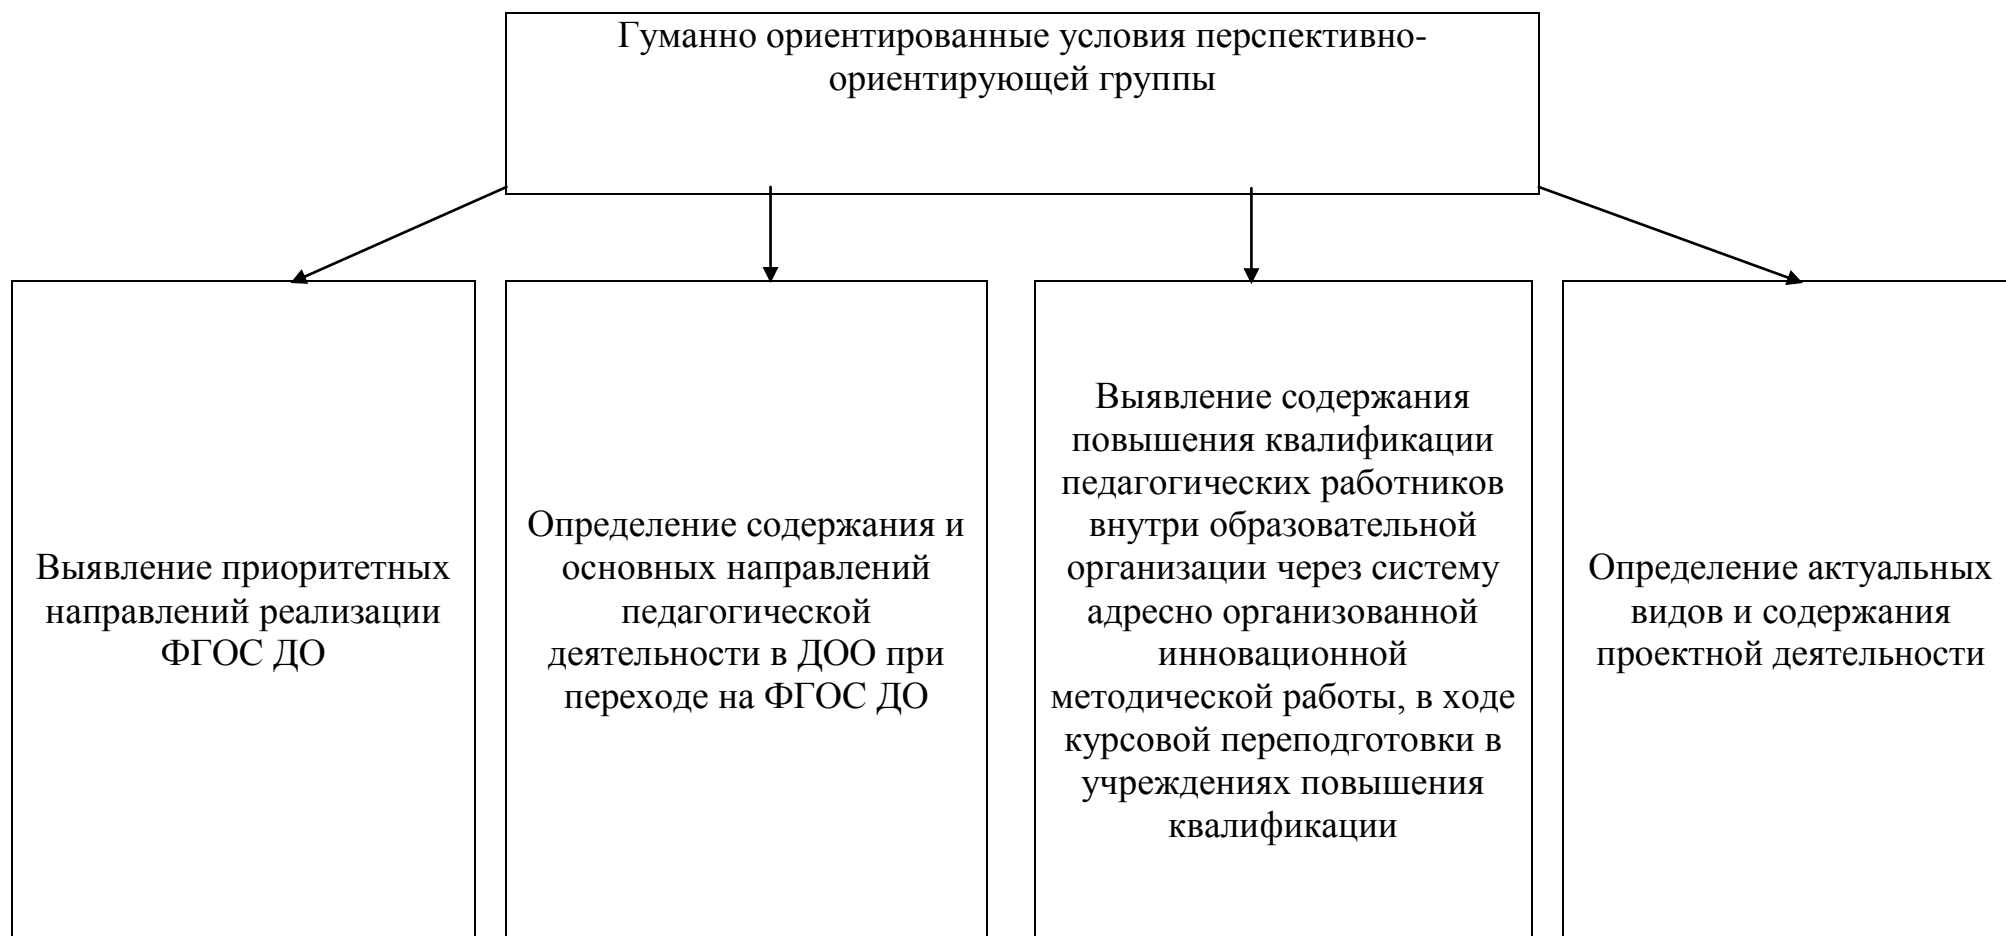 Гуманно ориентированные условия перспективно-
ориентирующей группы
Выявление приоритетных
направлений реализации
ФГОС ДО
Определение содержания и
основных направлений
педагогической
деятельности в ДОО при
переходе на ФГОС ДО
Выявление содержания
повышения квалификации
педагогических работников
внутри образовательной
организации через систему
адресно организованной
инновационной
методической работы, в ходе
курсовой переподготовки в
учреждениях повышения
квалификации
Определение актуальных
видов и содержания
проектной деятельности